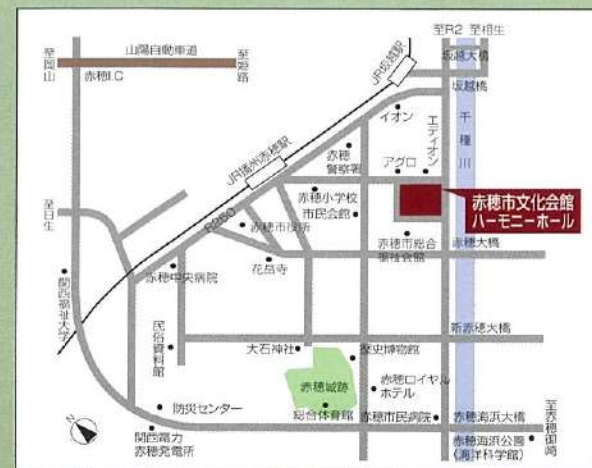 至R2 至相生
山陽自動車道
至岡山
赤穂I.C
至姫路
JR坂越駅
坂越大橋
坂越橋
イオン
エディオン
千種川
赤穂警察署
アグロ
JR播州赤穂駅
赤穂小学校
市民会館
赤穂市文化会館
ハーモニーホール
至日生
R250
赤穂市役所
赤穂市総合
福祉会館
赤穂大橋
花岳寺
赤穂中央病院
関西福祉大学
民俗資料館
新赤穂大橋
大石神社
歴史博物館
赤穂城跡
赤穂ロイヤル
ホテル
総合体育館
防災センター
赤穂市民病院
赤穂海浜大橋
至赤穂御崎
関西電力
赤穂発電所
赤穂海浜公園
(海洋科学館)
N